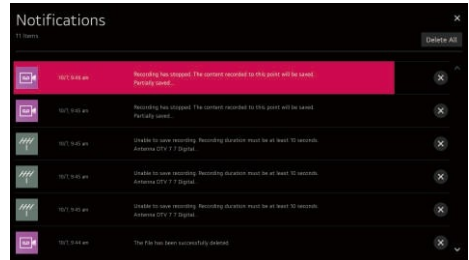 Notifications
11 items
Delete All
10/7, 9:46 am
Recording has stopped. The content recorded to this point will be saved.
Partially saved...
10/7, 9:45 am
Recording has stopped. The content recorded to this point will be saved.
Partially saved...
10/7, 9:45 am
Unable to save recording. Recording duration must be at least 10 seconds.
Antenna DTV 7.7 Digital...
10/7, 9:45 am
Unable to save recording. Recording duration must be at least 10 seconds.
Antenna DTV 7.7 Digital...
10/7, 9:45 am
Unable to save recording. Recording duration must be at least 10 seconds.
Antenna DTV 7.7 Digital.
10/7, 9:44 am
The File has been successfully deleted.